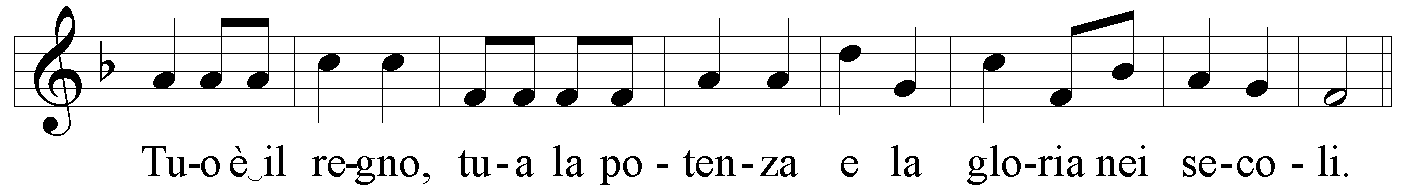 Tu-o è‿il re-gno, tu-a la po-ten-za e la glo-ria nei se-co-li.